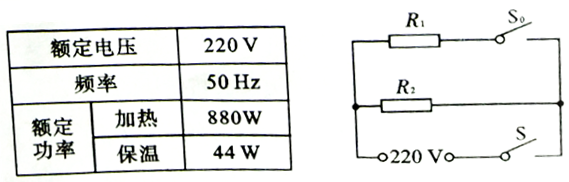 额定电压 220 V
频率 50 Hz
额定功率 加热 880W
保温 44 W
R₁ S₀
R₂
220 V S